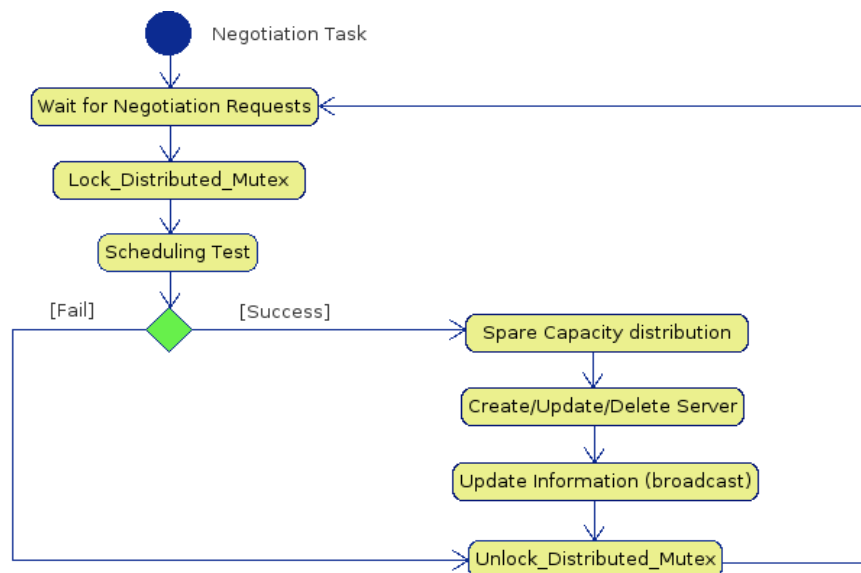 Negotiation Task
Wait for Negotiation Requests
Lock_Distributed_Mutex
Scheduling Test
[Fail]
[Success]
Spare Capacity distribution
Create/Update/Delete Server
Update Information (broadcast)
Unlock_Distributed_Mutex